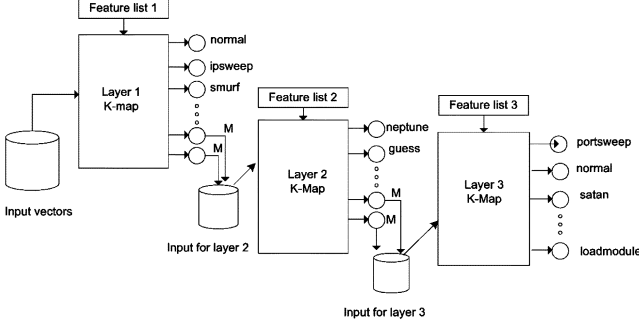 Feature list 1
Layer 1
K-map
normal
ipsweep
smurf
M
M
Input vectors
Input for layer 2
Feature list 2
Layer 2
K-Map
neptune
guess
M
M
Input for layer 3
Feature list 3
Layer 3
K-Map
portsweep
normal
satan
loadmodule